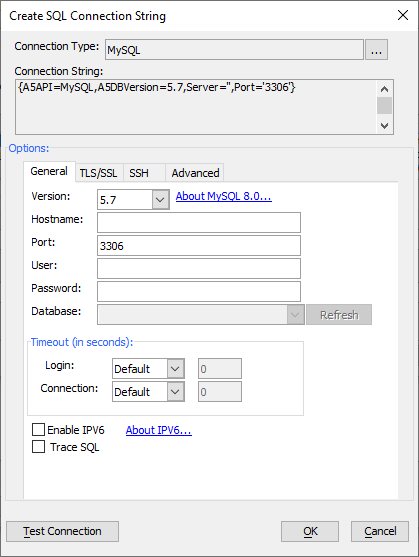 Create SQL Connection String
Connection Type: MySQL ...
Connection String:
{A5API=MySQL,A5DBVersion=5.7,Server='',Port='3306'}
Options:
General TLS/SSL SSH Advanced
Version: 5.7 About MySQL 8.0...
Hostname:
Port: 3306
User:
Password:
Database: Refresh
Timeout (in seconds):
Login: Default 0
Connection: Default 0
Enable IPV6 About IPV6...
Trace SQL
Test Connection OK Cancel